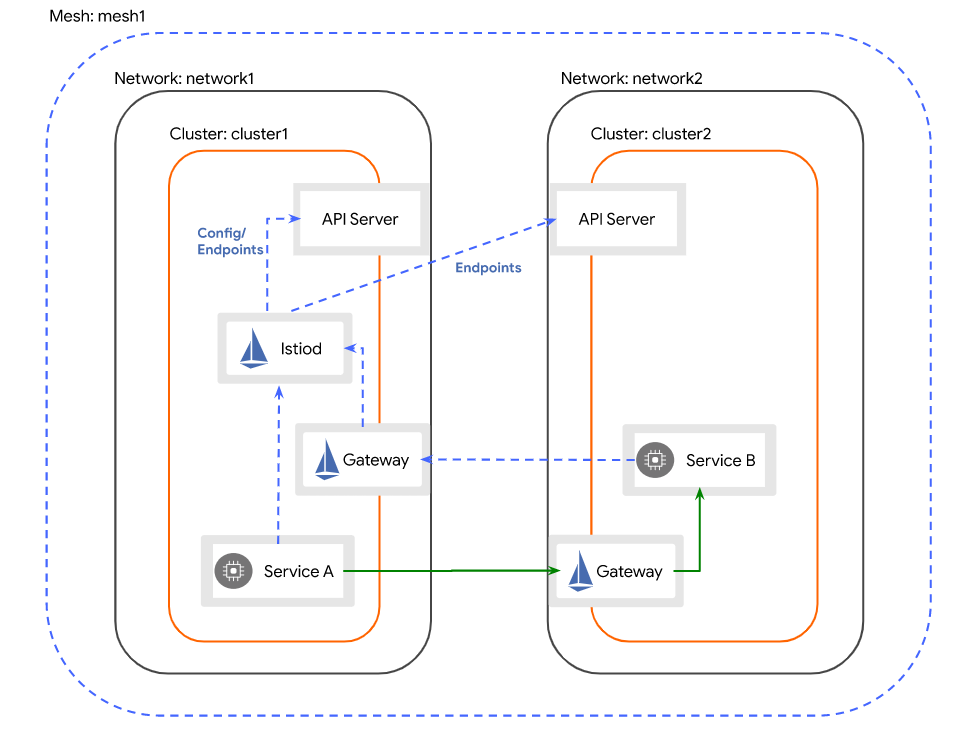 Mesh: mesh1
Network: network1
Network: network2
Cluster: cluster1
Cluster: cluster2
API Server
API Server
Config/
Endpoints
Endpoints
Istiod
Gateway
Service B
Service A
Gateway